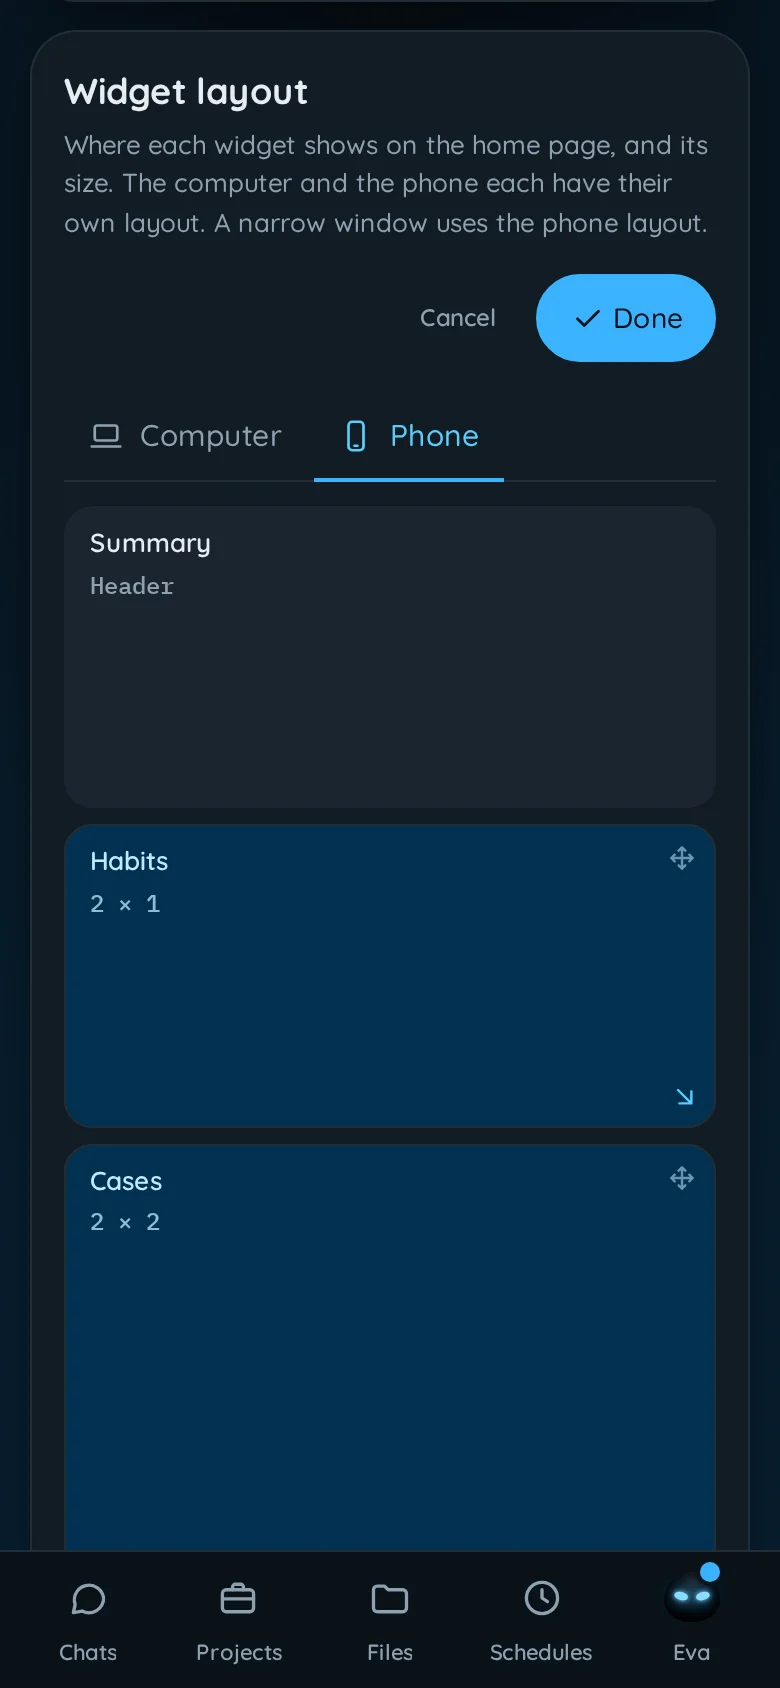 Widget layout
Where each widget shows on the home page, and its
size. The computer and the phone each have their
own layout. A narrow window uses the phone layout.
Cancel
Done
Computer
Phone
Summary
Header
Habits
2 × 1
Cases
2 × 2
Chats
Projects
Files
Schedules
Eva